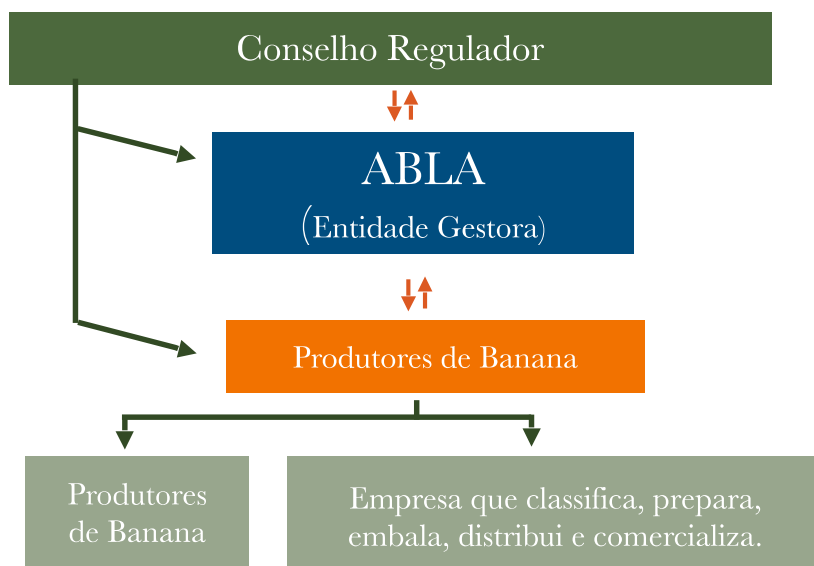 Conselho Regulador
ABLA
(Entidade Gestora)
Produtores de Banana
Produtores
de Banana
Empresa que classifica, prepara,
embala, distribui e comercializa.